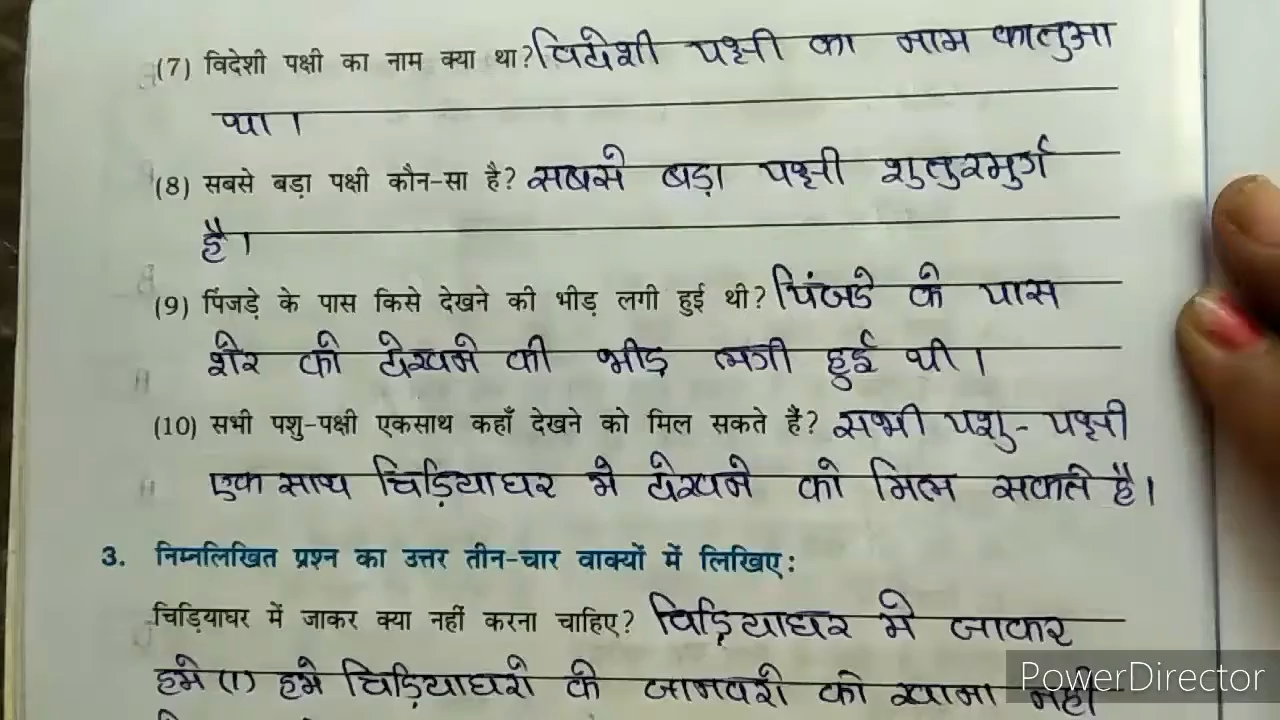 (7) विदेशी पक्षी का नाम क्या था? विदेशी पक्षी का नाम कालुआ
था।
(8) सबसे बड़ा पक्षी कौन-सा है? सबसे बड़ा पक्षी शुतुरमुर्ग
है।
(9) पिंजड़े के पास किसे देखने की भीड़ लगी हुई थी? पिंजडे के पास
शेर को देखने की भीड़ लगी हुई थी।
(10) सभी पशु-पक्षी एकसाथ कहाँ देखने को मिल सकते हैं? सभी पशु-पक्षी
एक साथ चिड़ियाघर मे देखने को मिल सकते है।
3. निम्नलिखित प्रश्न का उत्तर तीन-चार वाक्यों में लिखिए:
चिड़ियाघर में जाकर क्या नहीं करना चाहिए? चिड़ियाघर मे जाकर
हमे (1) हमे चिड़ियाघरो के जानवरो को खाना नही
PowerDirector